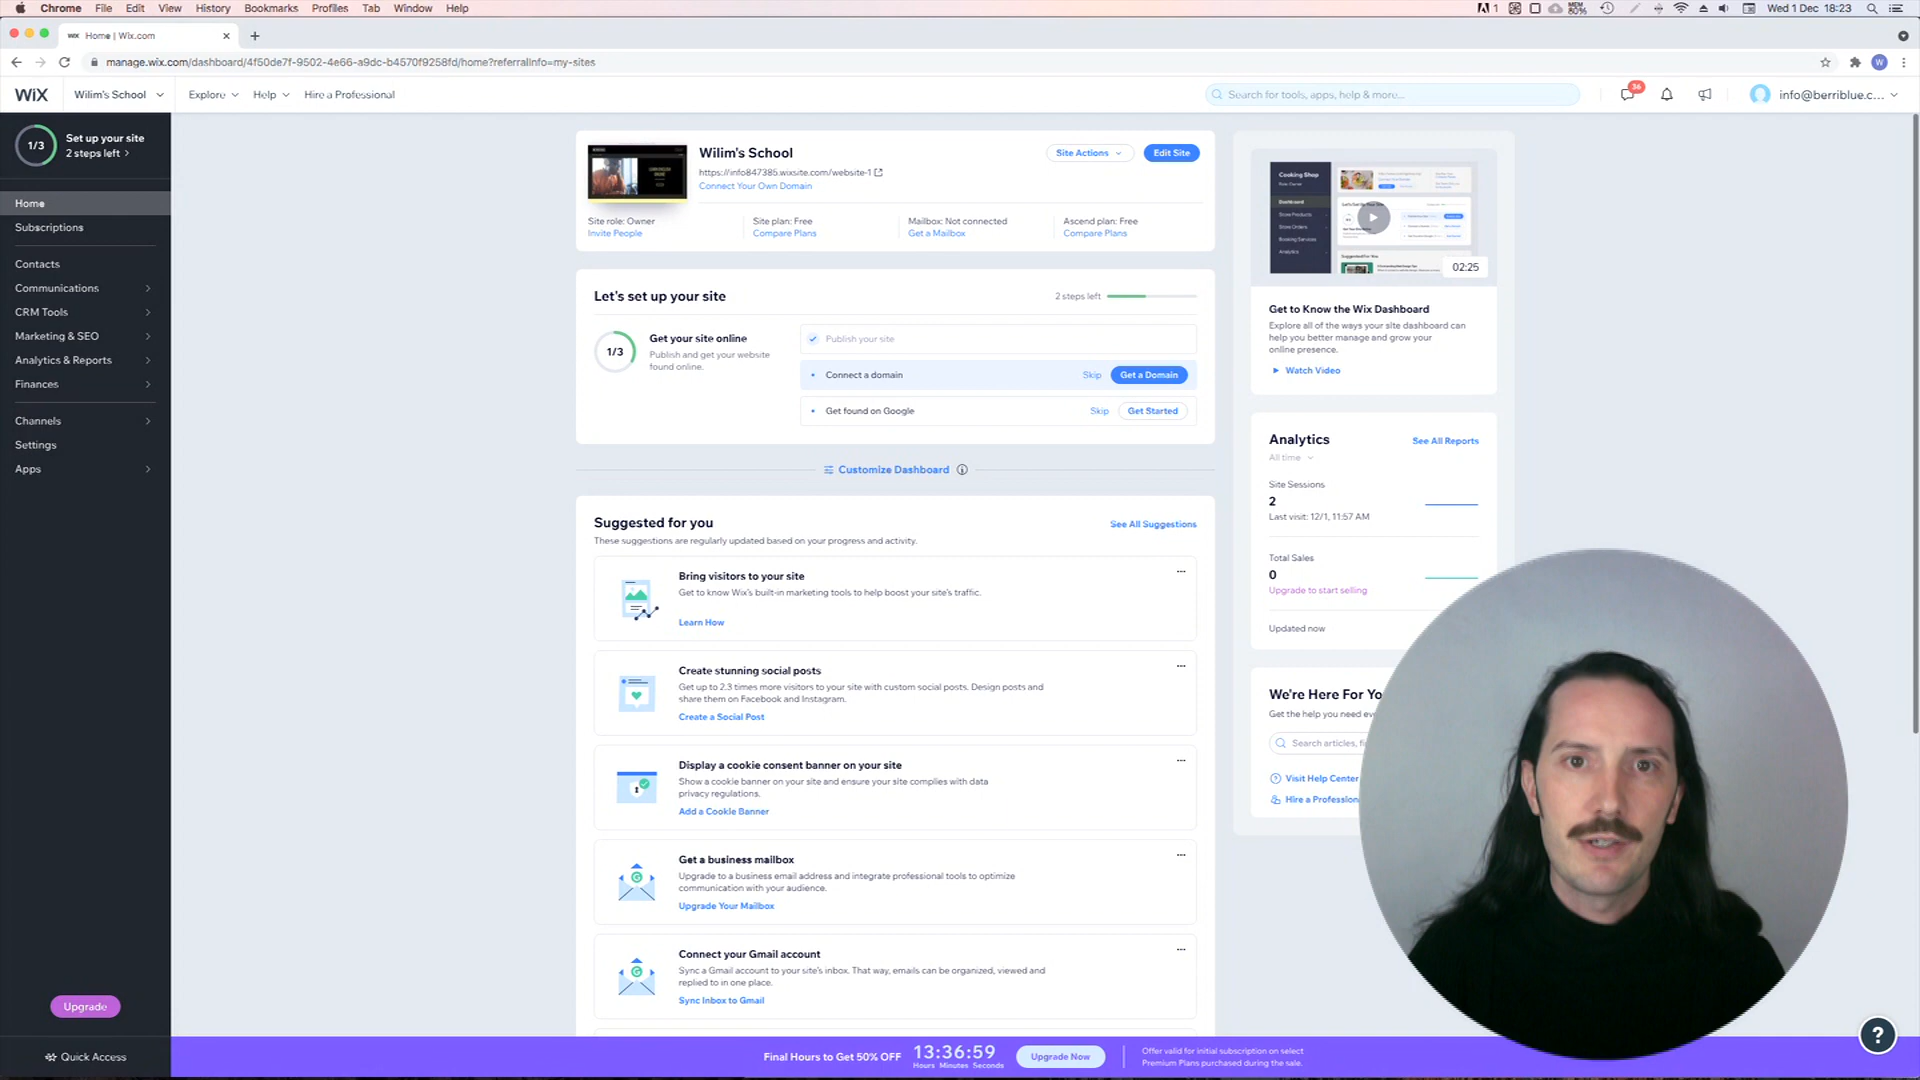 Chrome File Edit View History Bookmarks Profiles Tab Window Help
1 MEM 80% Wed 1 Dec 18:23
WiX Home | Wix.com
manage.wix.com/dashboard/4f50de7f-9502-4e66-a9dc-b4570f9258fd/home?referralInfo=my-sites
W
WiX Wilim's School Explore Help Hire a Professional
Search for tools, apps, help & more...
36
info@berriblue.c...
1/3
Set up your site
2 steps left
Home
Subscriptions
Contacts
Communications
CRM Tools
Marketing & SEO
Analytics & Reports
Finances
Channels
Settings
Apps
Upgrade
Quick Access
Wilim's School
https://info847385.wixsite.com/website-1
Connect Your Own Domain
Site Actions
Edit Site
Site role: Owner
Invite People
Site plan: Free
Compare Plans
Mailbox: Not connected
Get a Mailbox
Ascend plan: Free
Compare Plans
Let's set up your site
2 steps left
1/3
Get your site online
Publish and get your website
found online.
Publish your site
Connect a domain Skip Get a Domain
Get found on Google Skip Get Started
Customize Dashboard
Suggested for you
See All Suggestions
These suggestions are regularly updated based on your progress and activity.
Bring visitors to your site
Get to know Wix's built-in marketing tools to help boost your site's traffic.
Learn How
Create stunning social posts
Get up to 2.3 times more visitors to your site with custom social posts. Design posts and
share them on Facebook and Instagram.
Create a Social Post
Display a cookie consent banner on your site
Show a cookie banner on your site and ensure your site complies with data
privacy regulations.
Add a Cookie Banner
Get a business mailbox
Upgrade to a business email address and integrate professional tools to optimize
communication with your audience.
Upgrade Your Mailbox
Connect your Gmail account
Sync a Gmail account to your site's inbox. That way, emails can be organized, viewed and
replied to in one place.
Sync Inbox to Gmail
Cooking Shop
Dashboard
Store Products
Store Orders
Booking Services
Analytics
02:25
Get to Know the Wix Dashboard
Explore all of the ways your site dashboard can
help you better manage and grow your
online presence.
Watch Video
Analytics
See All Reports
All time
Site Sessions
2
Last visit: 12/1, 11:57 AM
Total Sales
0
Upgrade to start selling
Updated now
We're Here For Yo
Get the help you need
Search articles,
Visit Help Center
Hire a Profession
Final Hours to Get 50% OFF
13:36:59
Hours Minutes Seconds
Upgrade Now
Offer valid for initial subscription on select
Premium Plans purchased during the sale.
?